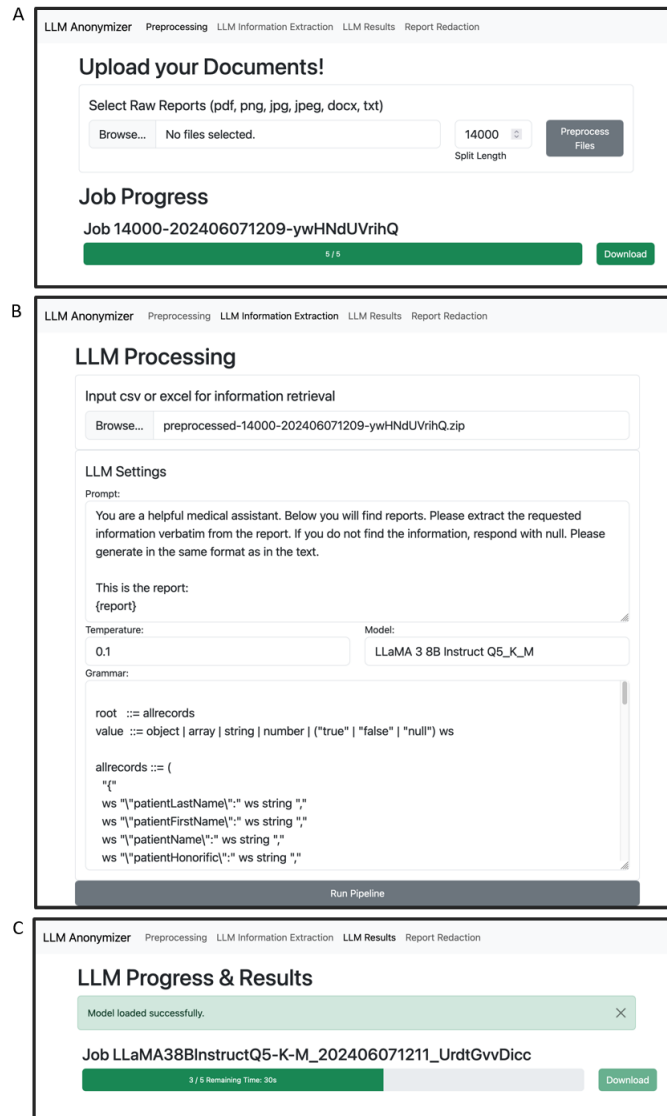 A
LLM Anonymizer Preprocessing LLM Information Extraction LLM Results Report Redaction
Upload your Documents!
Select Raw Reports (pdf, png, jpg, jpeg, docx, txt)
Browse... No files selected. 14000 Preprocess
Files
Split Length
Job Progress
Job 14000-202406071209-ywHNdUVrihQ
5 / 5 Download
B
LLM Anonymizer Preprocessing LLM Information Extraction LLM Results Report Redaction
LLM Processing
Input csv or excel for information retrieval
Browse... preprocessed-14000-202406071209-ywHNdUVrihQ.zip
LLM Settings
Prompt:
You are a helpful medical assistant. Below you will find reports. Please extract the requested
information verbatim from the report. If you do not find the information, respond with null. Please
generate in the same format as in the text.
This is the report:
{report}
Temperature: Model:
0.1 LLaMA 3 8B Instruct Q5_K_M
Grammar:
root ::= allrecords
value ::= object | array | string | number | ("true" | "false" | "null") ws
allrecords ::= (
"{"
ws "\"patientLastName\":" ws string ","
ws "\"patientFirstName\":" ws string ","
ws "\"patientName\":" ws string ","
ws "\"patientHonorific\":" ws string ","
Run Pipeline
C
LLM Anonymizer Preprocessing LLM Information Extraction LLM Results Report Redaction
LLM Progress & Results
Model loaded successfully.
Job LLaMA38BInstructQ5-K-M_202406071211_UrdtGvvDicc
3 / 5 Remaining Time: 30s Download